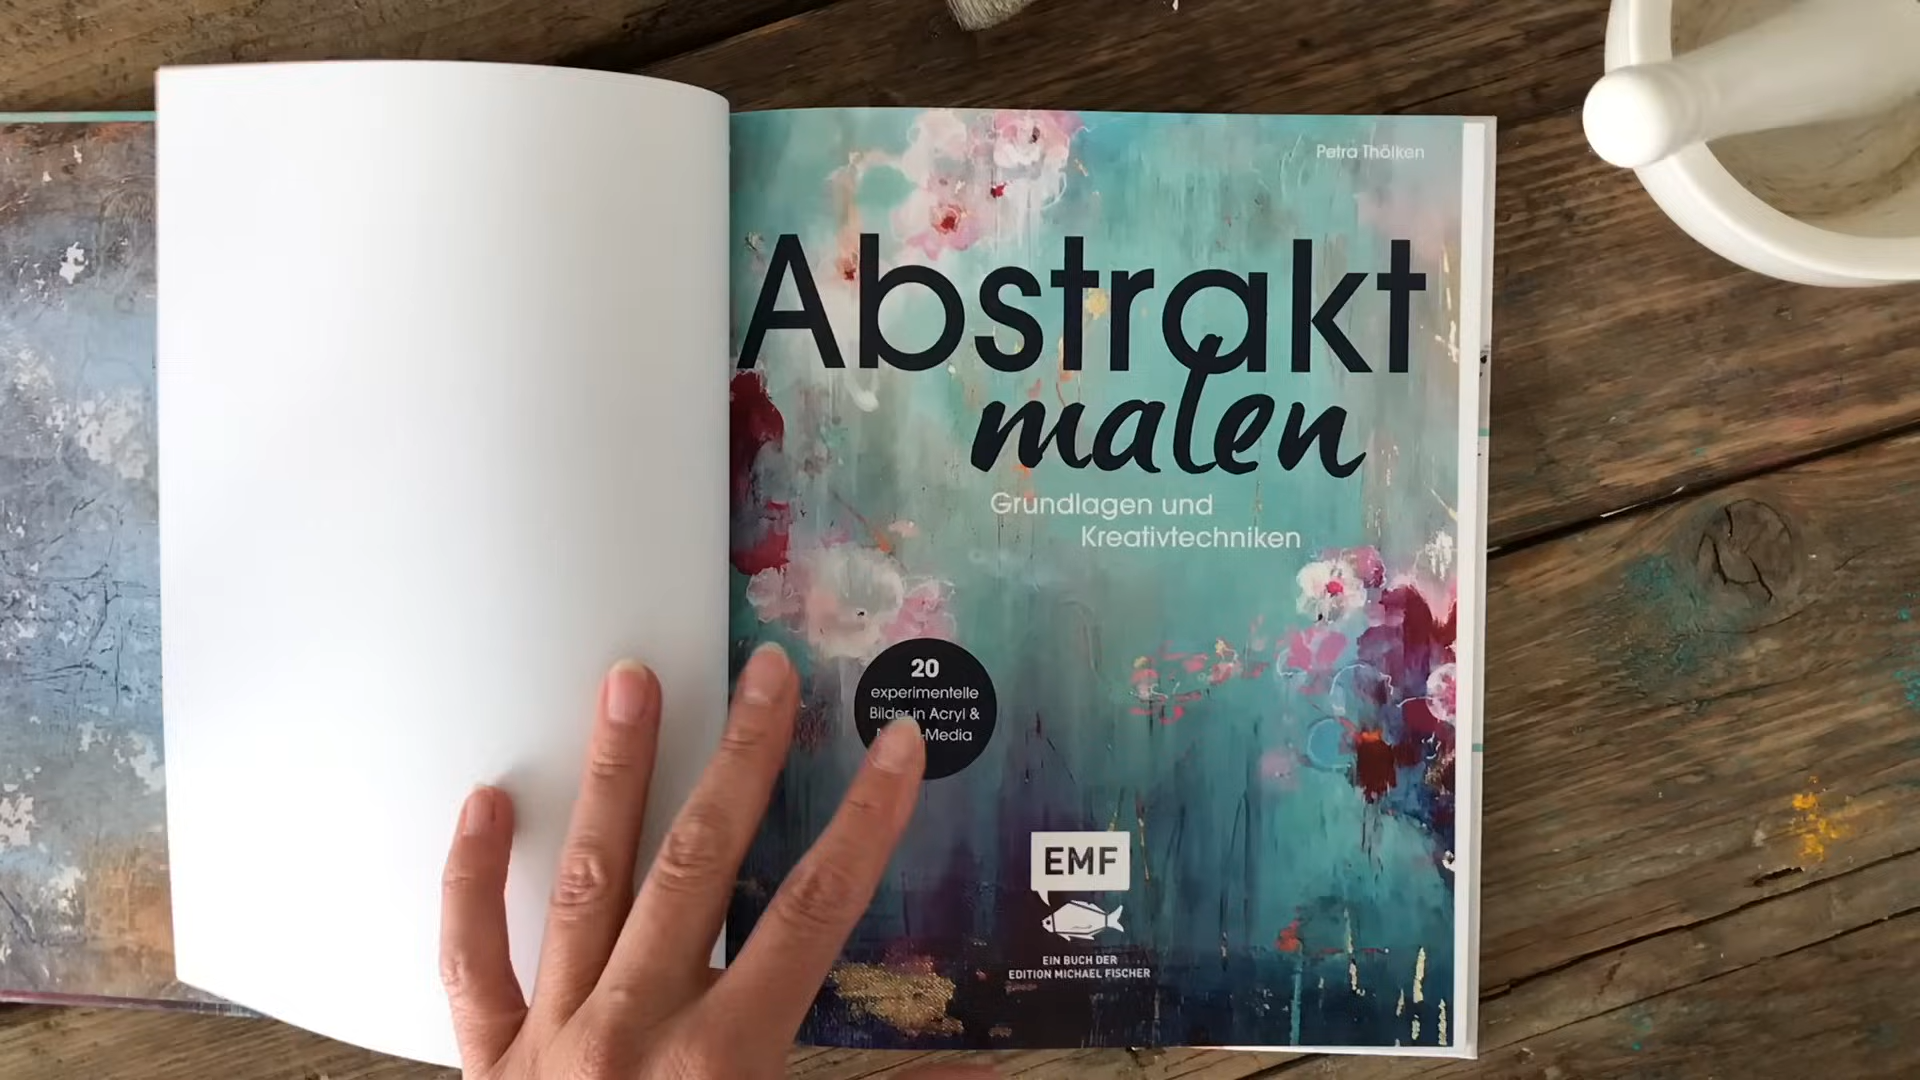 Petra Thölken
Abstrakt
malen
Grundlagen und
Kreativtechniken
20
experimentelle
Bilder in Acryl &
-Media
EMF
EIN BUCH DER
EDITION MICHAEL FISCHER